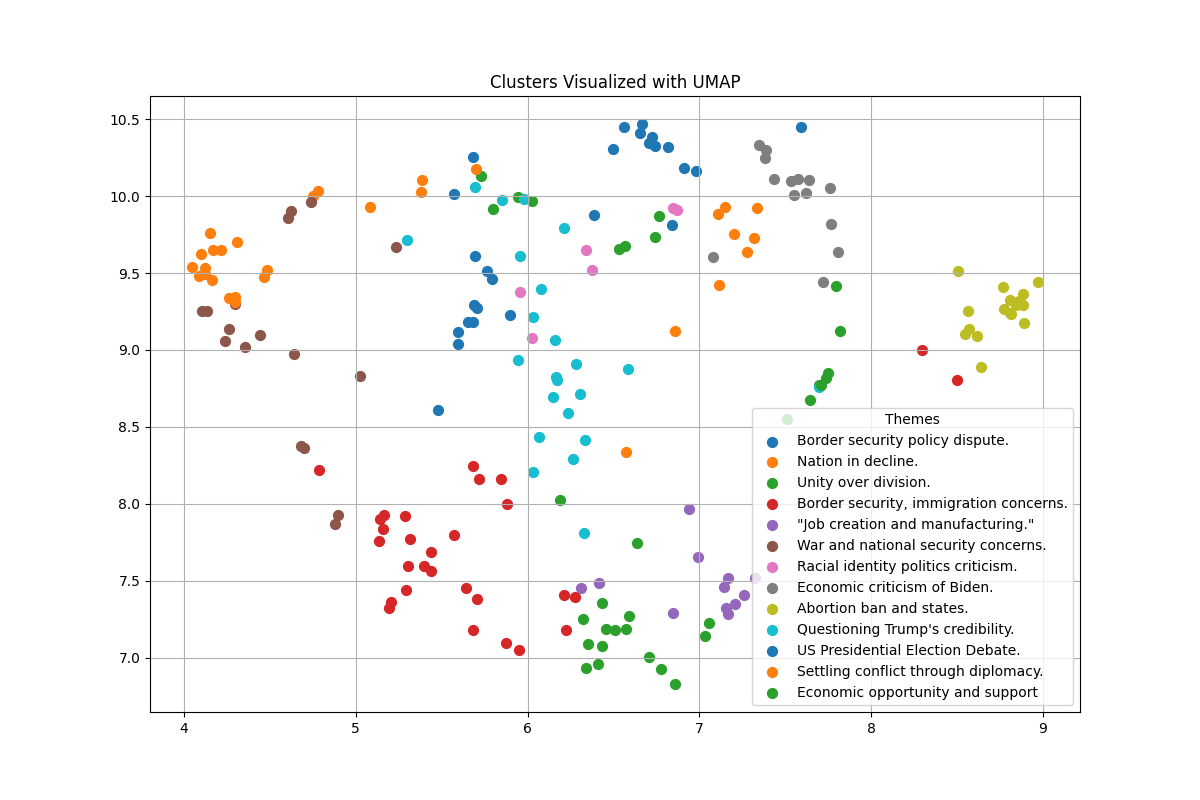 Clusters Visualized with UMAP
10.5
10.0
9.5
9.0
8.5
8.0
7.5
7.0
Themes
Border security policy dispute.
Nation in decline.
Unity over division.
Border security, immigration concerns.
"Job creation and manufacturing."
War and national security concerns.
Racial identity politics criticism.
Economic criticism of Biden.
Abortion ban and states.
Questioning Trump's credibility.
US Presidential Election Debate.
Settling conflict through diplomacy.
Economic opportunity and support
4 5 6 7 8 9